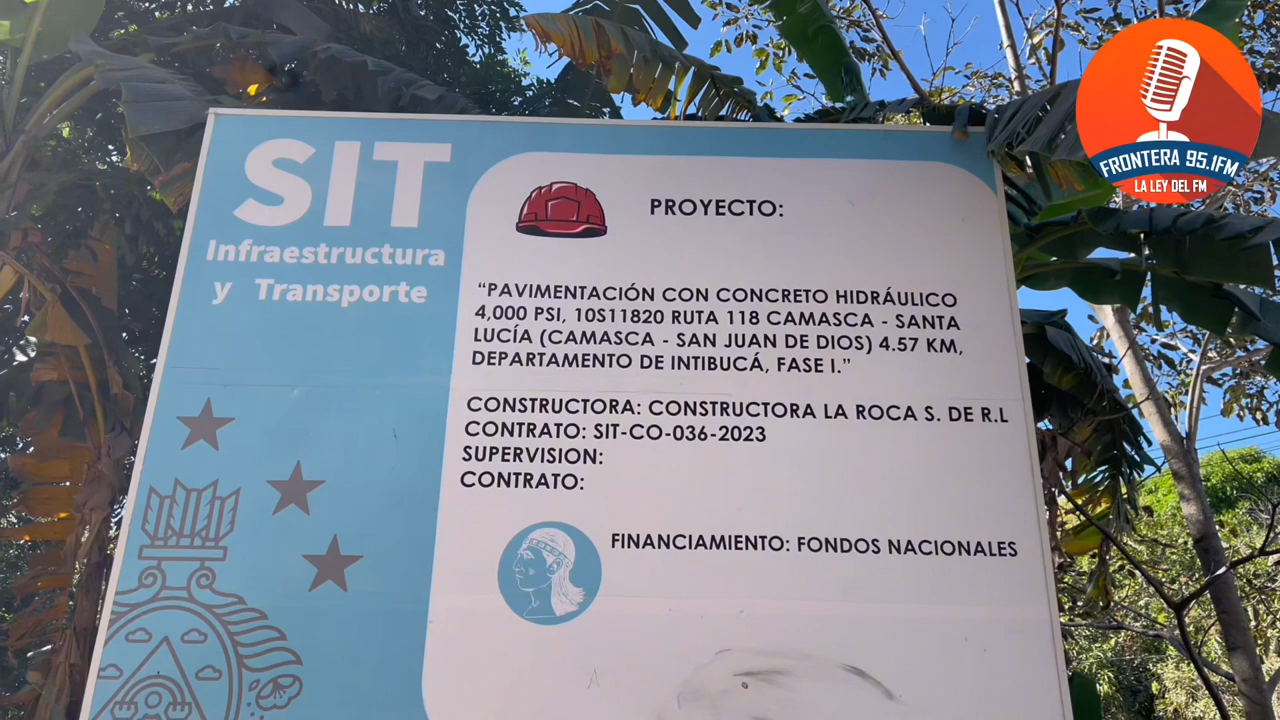 SIT
Infraestructura
y Transporte
PROYECTO:
“PAVIMENTACIÓN CON CONCRETO HIDRÁULICO
4,000 PSI, 10S11820 RUTA 118 CAMASCA - SANTA
LUCÍA (CAMASCA - SAN JUAN DE DIOS) 4.57 KM,
DEPARTAMENTO DE INTIBUCÁ, FASE I.”
CONSTRUCTORA: CONSTRUCTORA LA ROCA S. DE R.L
CONTRATO: SIT-CO-036-2023
SUPERVISION:
CONTRATO:
FINANCIAMIENTO: FONDOS NACIONALES
FRONTERA 95.1FM
LA LEY DEL FM